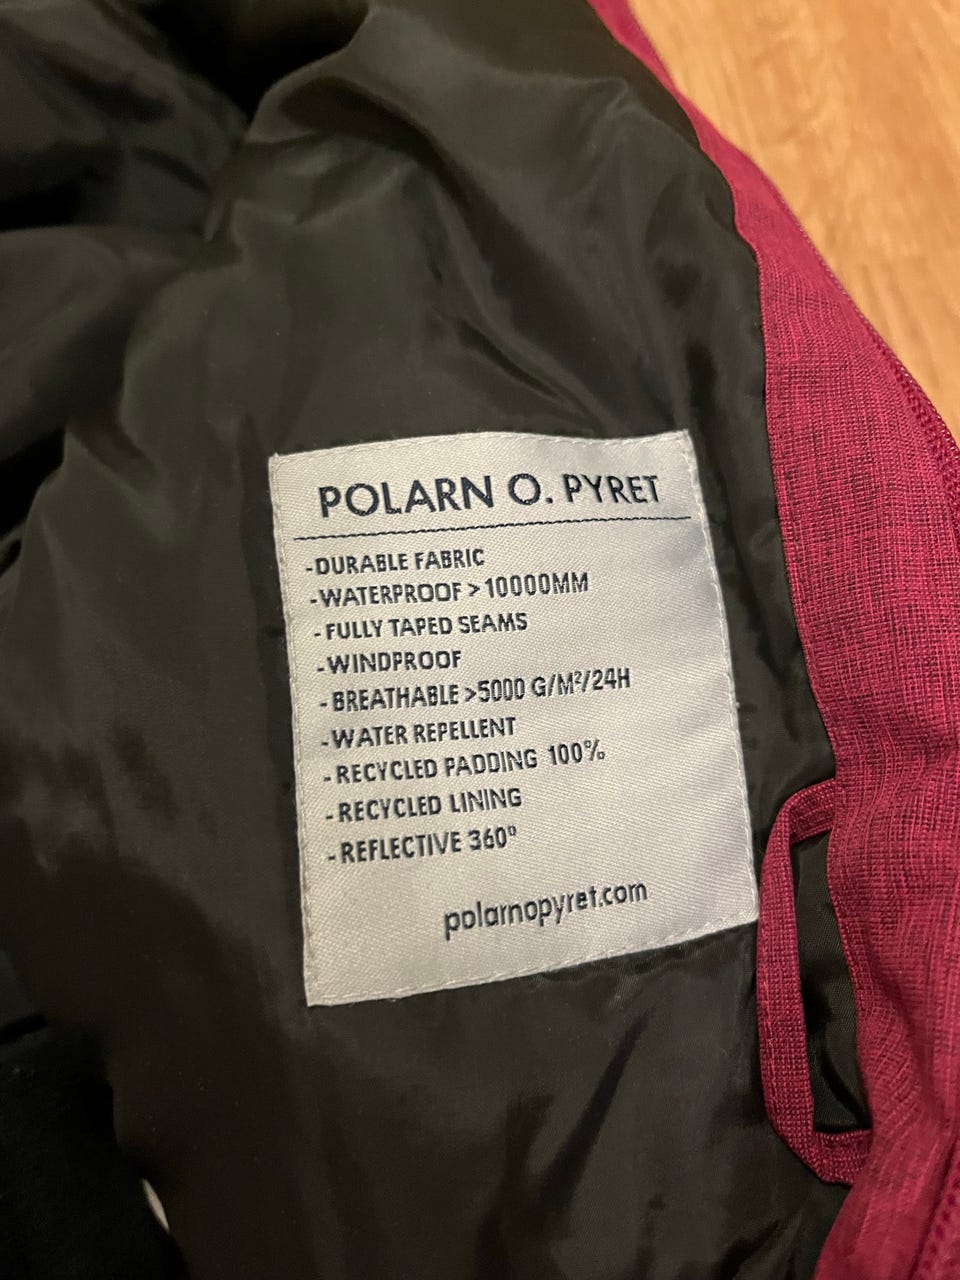 POLARN O. PYRET
-DURABLE FABRIC
-WATERPROOF > 10000MM
-FULLY TAPED SEAMS
-WINDPROOF
-BREATHABLE >5000 G/M²/24H
-WATER REPELLENT
-RECYCLED PADDING 100%
-RECYCLED LINING
-REFLECTIVE 360º
polarnopyret.com